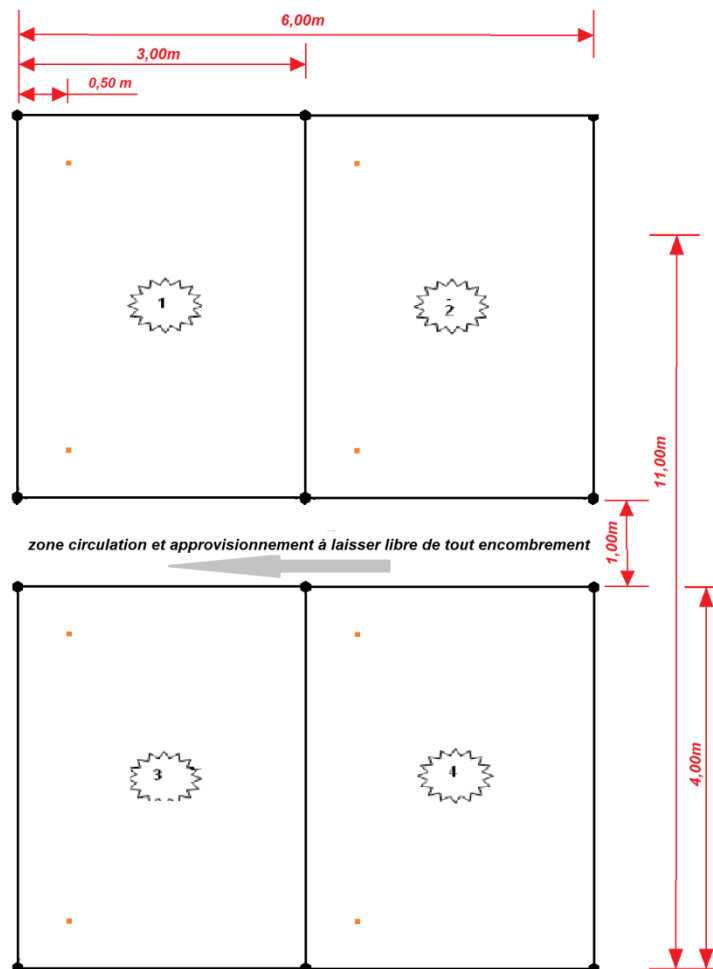 6,00m
3,00m
0,50 m
1
2
11,00m
1,00m
zone circulation et approvisionnement à laisser libre de tout encombrement
3
4
4,00m